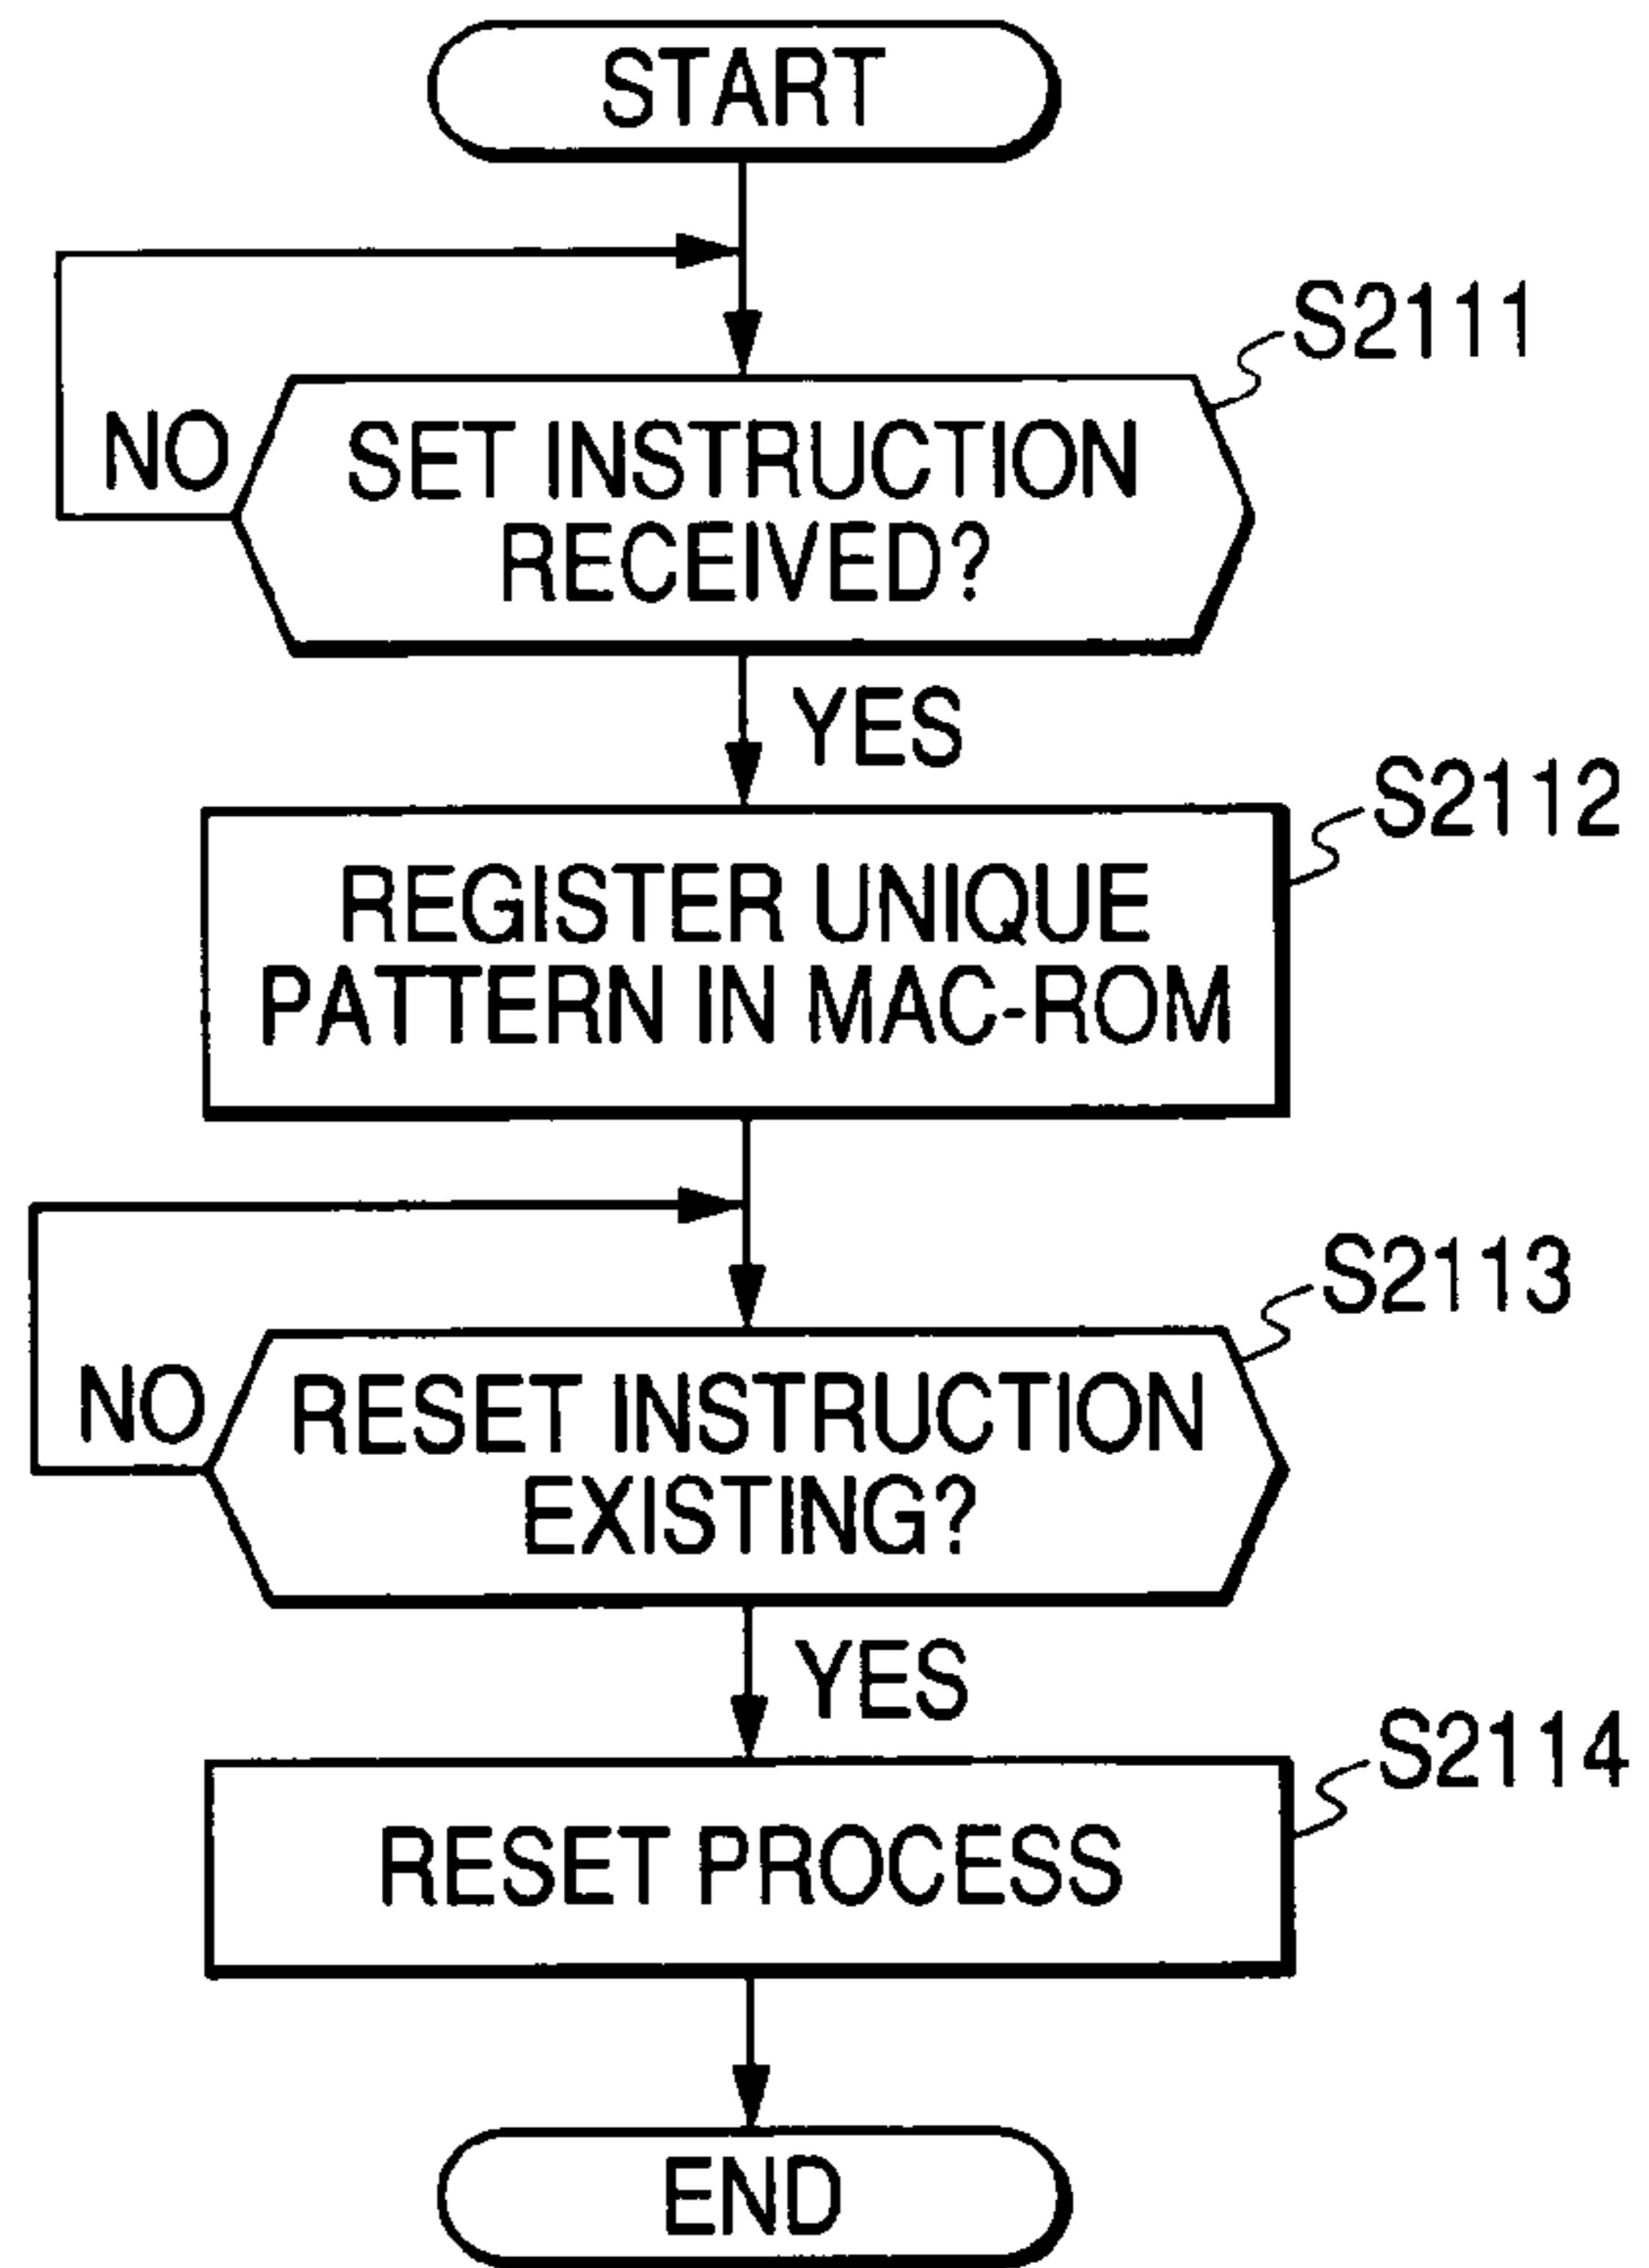 START
S2111
NO
SET INSTRUCTION
RECEIVED?
YES
S2112
REGISTER UNIQUE
PATTERN IN MAC-ROM
S2113
NO
RESET INSTRUCTION
EXISTING?
YES
S2114
RESET PROCESS
END